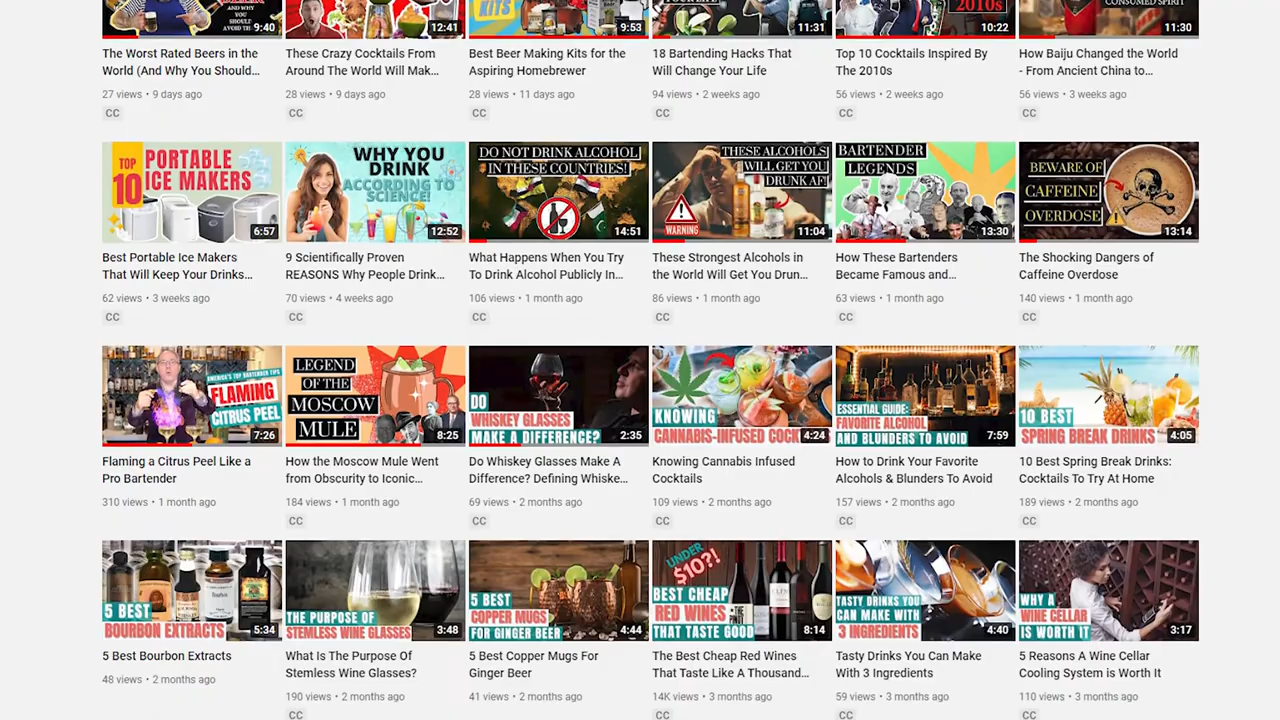 AND WHY
YOU
SHOULD
AVOID
9:40
12:41
KITS
9:53
11:31
2010s
10:22
CONSUMED SPIRIT
11:30
The Worst Rated Beers in the
World (And Why You Should...
27 views • 9 days ago
CC
These Crazy Cocktails From
Around The World Will Mak...
28 views • 9 days ago
CC
Best Beer Making Kits for the
Aspiring Homebrewer
28 views • 11 days ago
CC
18 Bartending Hacks That
Will Change Your Life
94 views • 2 weeks ago
CC
Top 10 Cocktails Inspired By
The 2010s
56 views • 2 weeks ago
CC
How Baiju Changed the World
- From Ancient China to...
56 views • 3 weeks ago
CC
TOP
10
PORTABLE
ICE MAKERS
6:57
WHY YOU
DRINK
ACCORDING TO
SCIENCE!
12:52
DO NOT DRINK ALCOHOL
IN THESE COUNTRIES!
14:51
THESE ALCOHOLS
WILL GET YOU
DRUNK AF!
WARNING
11:04
BARTENDER
LEGENDS
13:30
BEWARE OF
CAFFEINE
OVERDOSE
13:14
Best Portable Ice Makers
That Will Keep Your Drinks...
62 views • 3 weeks ago
CC
9 Scientifically Proven
REASONS Why People Drink...
70 views • 4 weeks ago
CC
What Happens When You Try
To Drink Alcohol Publicly In...
106 views • 1 month ago
CC
These Strongest Alcohols in
the World Will Get You Drun...
86 views • 1 month ago
CC
How These Bartenders
Became Famous and...
63 views • 1 month ago
CC
The Shocking Dangers of
Caffeine Overdose
140 views • 1 month ago
CC
AMERICA'S TOP BARTENDER TIPS
FLAMING
CITRUS PEEL
7:26
LEGEND
OF THE
MOSCOW
MULE
8:25
DO
WHISKEY GLASSES
MAKE A DIFFERENCE?
2:35
KNOWING
CANNABIS-INFUSED COCK
4:24
ESSENTIAL GUIDE:
FAVORITE ALCOHOL
AND BLUNDERS TO AVOID
7:59
10 BEST
SPRING BREAK DRINKS
4:05
Flaming a Citrus Peel Like a
Pro Bartender
310 views • 1 month ago
How the Moscow Mule Went
from Obscurity to Iconic...
184 views • 1 month ago
CC
Do Whiskey Glasses Make A
Difference? Defining Whiske...
69 views • 2 months ago
CC
Knowing Cannabis Infused
Cocktails
109 views • 2 months ago
CC
How to Drink Your Favorite
Alcohols & Blunders To Avoid
157 views • 2 months ago
CC
10 Best Spring Break Drinks:
Cocktails To Try At Home
189 views • 2 months ago
CC
5 BEST
BOURBON EXTRACTS
5:34
THE PURPOSE OF
STEMLESS WINE GLASSES
3:48
5 BEST
COPPER MUGS
FOR GINGER BEER
4:44
UNDER
$10?!
BEST CHEAP
RED WINES
THAT TASTE GOOD
8:14
TASTY DRINKS YOU
CAN MAKE WITH
3 INGREDIENTS
4:40
WHY A
WINE CELLAR
IS WORTH IT
3:17
5 Best Bourbon Extracts
48 views • 2 months ago
What Is The Purpose Of
Stemless Wine Glasses?
190 views • 2 months ago
CC
5 Best Copper Mugs For
Ginger Beer
41 views • 2 months ago
The Best Cheap Red Wines
That Taste Like A Thousand...
14K views • 3 months ago
CC
Tasty Drinks You Can Make
With 3 Ingredients
59 views • 3 months ago
CC
5 Reasons A Wine Cellar
Cooling System is Worth It
110 views • 3 months ago
CC